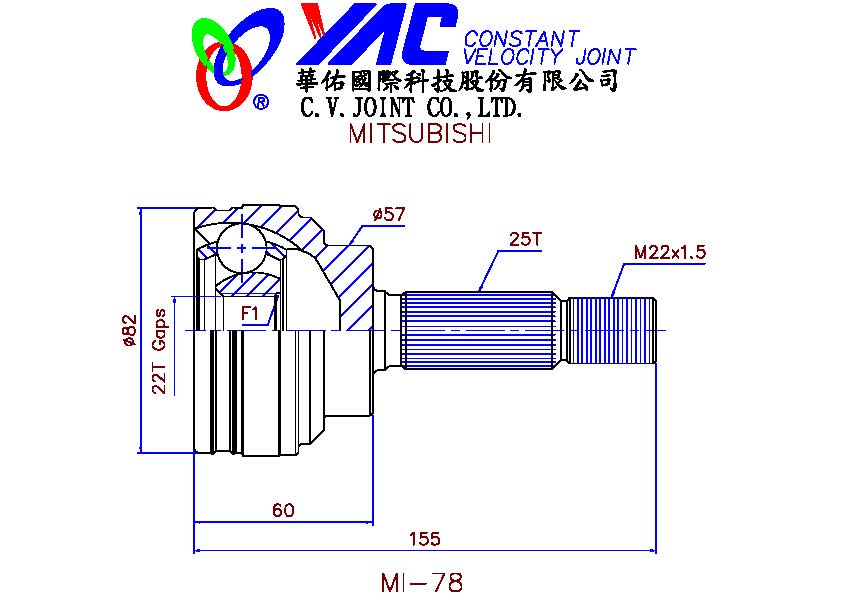 YAC CONSTANT
VELOCITY JOINT
®
華佑國際科技股份有限公司
C.V.JOINT CO.,LTD.
MITSUBISHI
ø57
25T
M22x1.5
F1
ø82
22T Gaps
60
155
MI-78